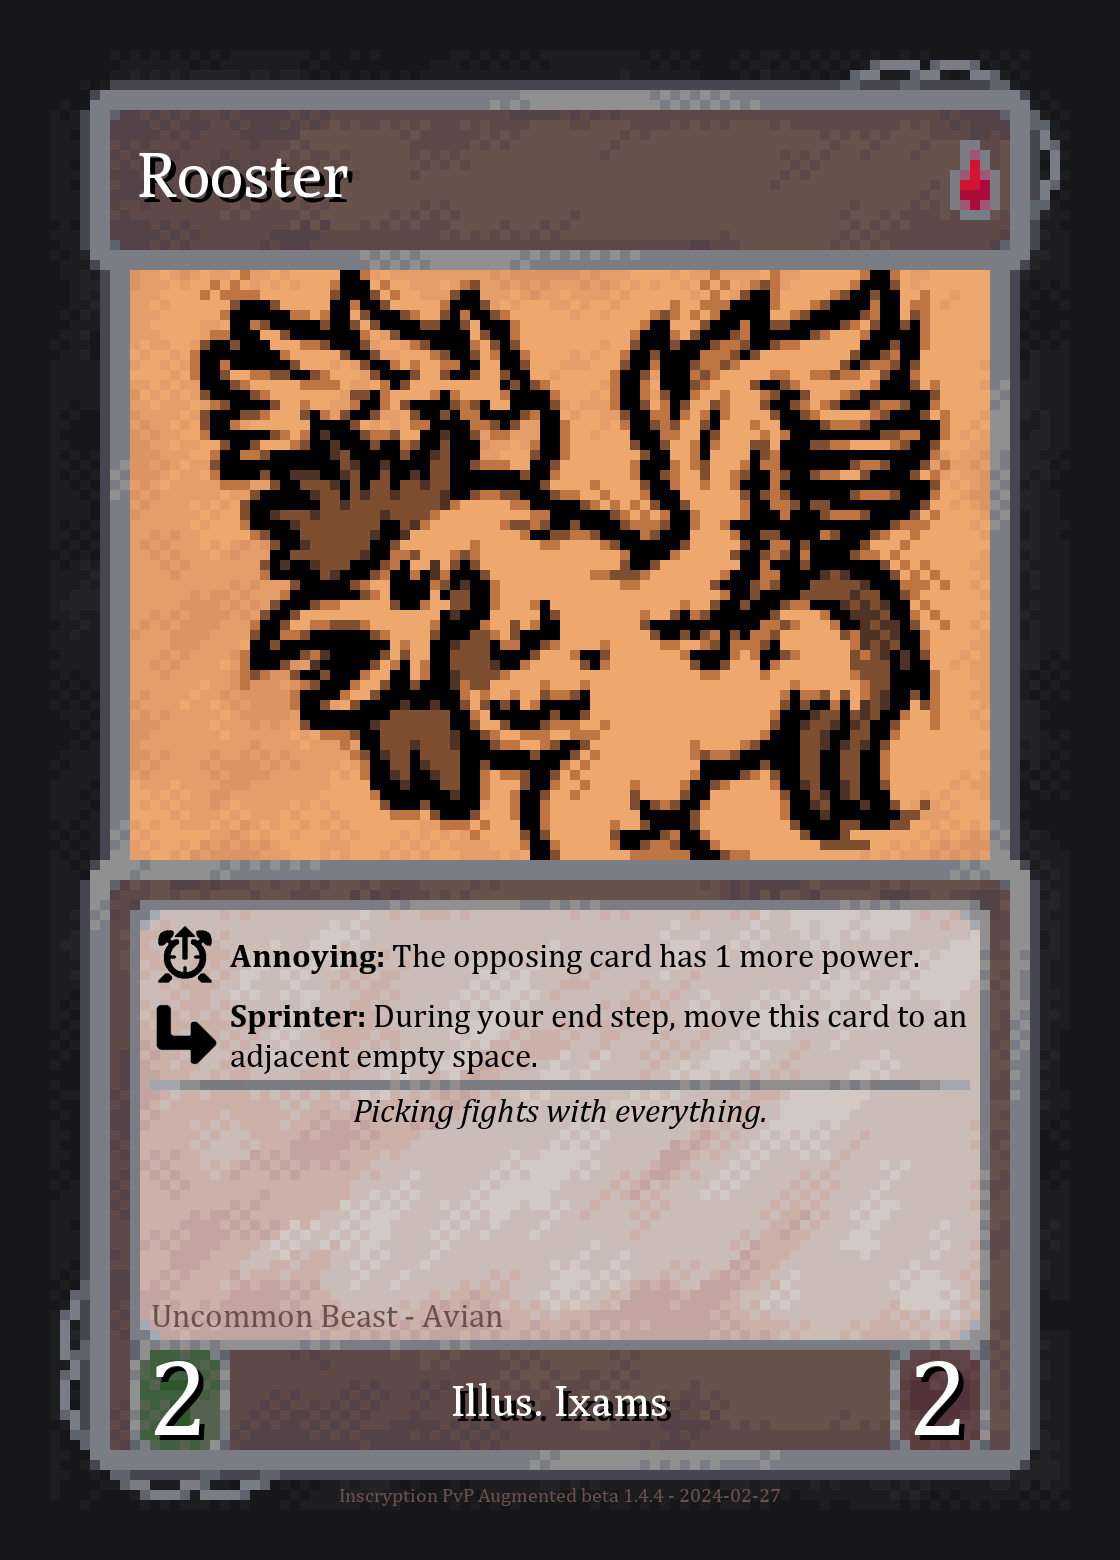 Rooster
Annoying: The opposing card has 1 more power.
Sprinter: During your end step, move this card to an
adjacent empty space.
Picking fights with everything.
Uncommon Beast - Avian
2
Illus. Ixams
2
Inscryption PvP Augmented beta 1.4.4 - 2024-02-27